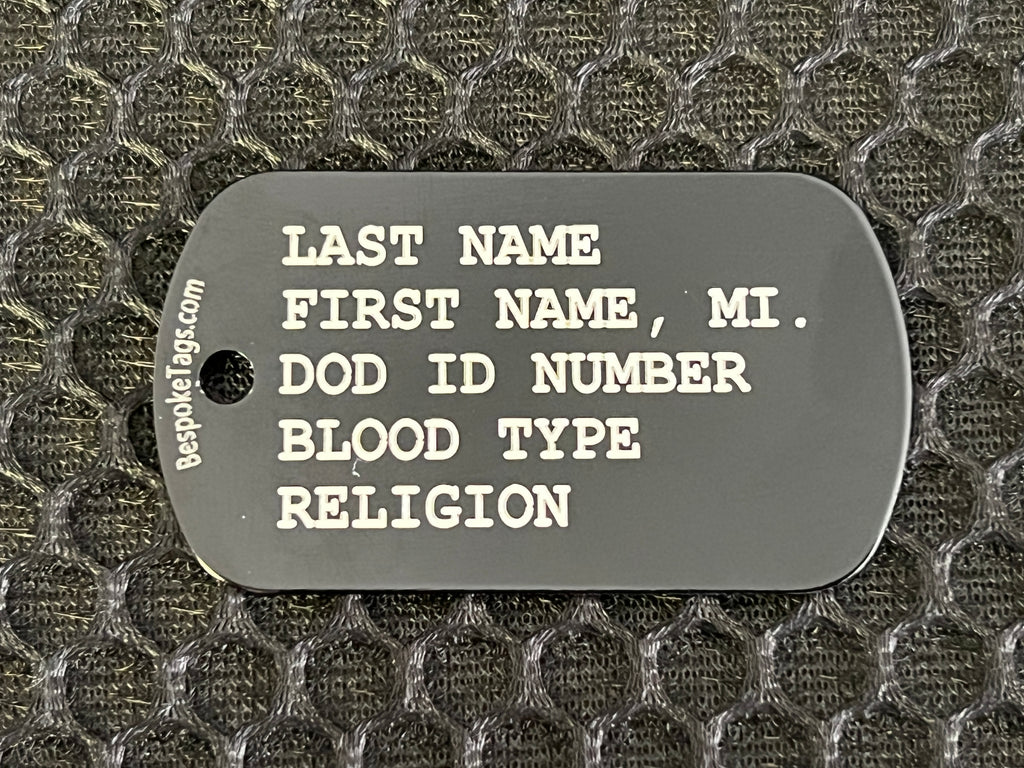 LAST NAME
FIRST NAME, MI.
DOD ID NUMBER
BLOOD TYPE
RELIGION
BespokeTags.com